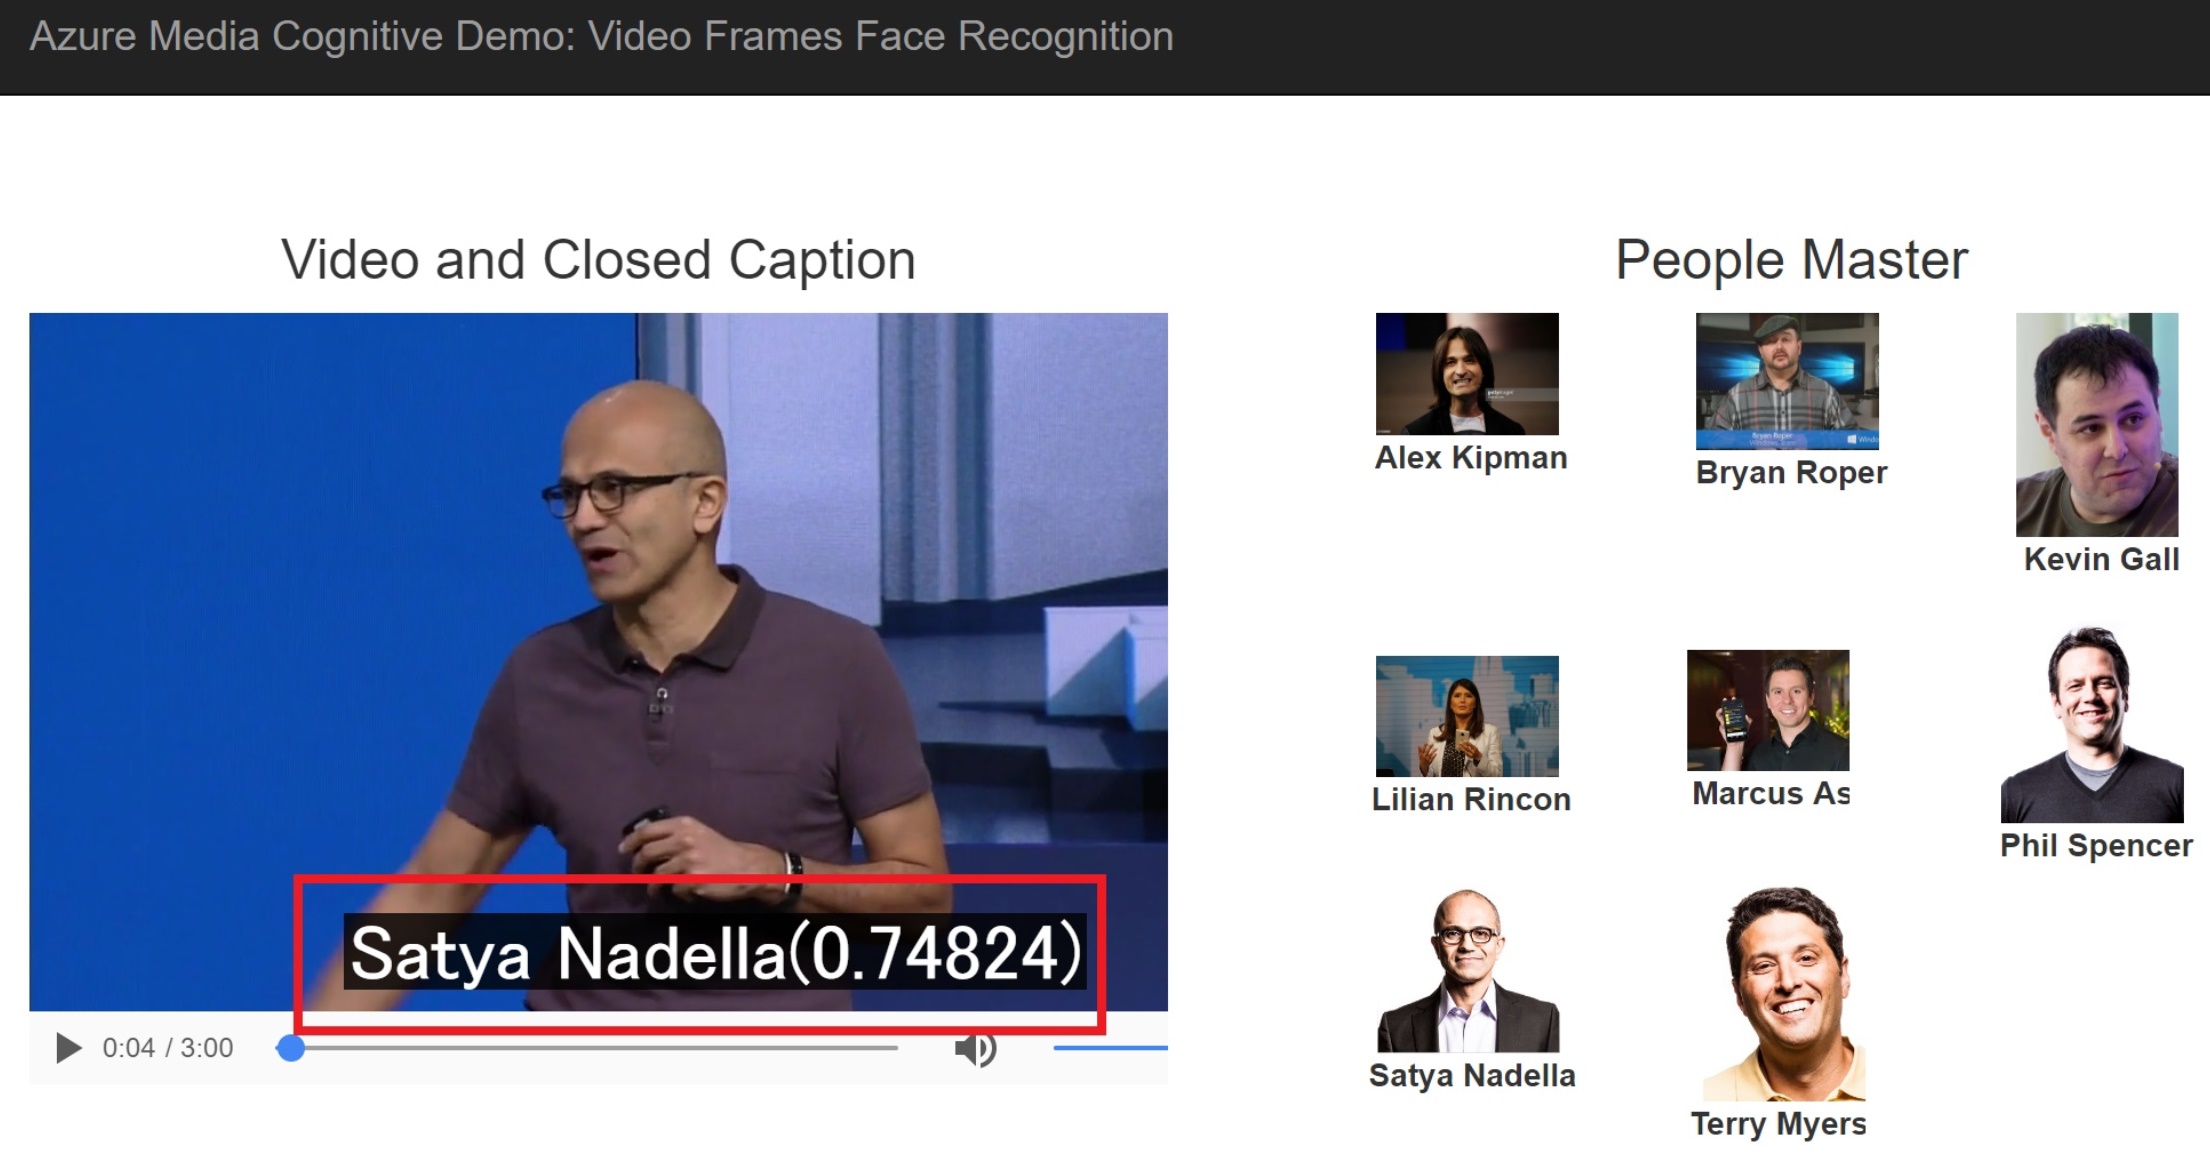 Azure Media Cognitive Demo: Video Frames Face Recognition
Video and Closed Caption
People Master
Alex Kipman
Bryan Roper
Bryan Roper
Kevin Gall
Lilian Rincon
Marcus As
Phil Spencer
Satya Nadella(0.74824)
0:04 / 3:00
Satya Nadella
Terry Myers